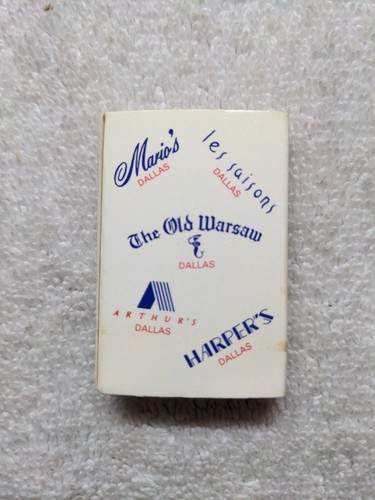 Mario's
DALLAS
les saisons
DALLAS
The Old Warsaw
DALLAS
ARTHUR'S
DALLAS
HARPER'S
DALLAS